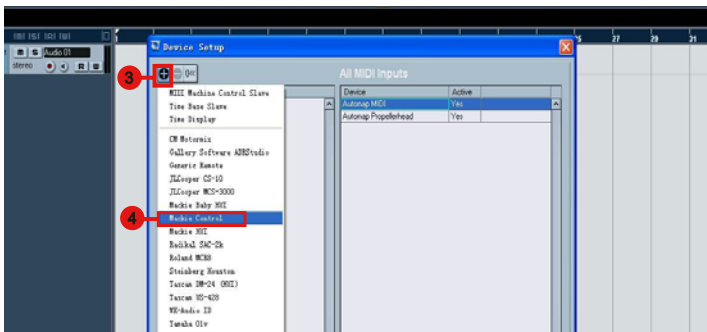 5 27 29 31
M S Audio 01
stereo R W
Device Setup
3
All MIDI Inputs
Device Active
MIDI Machine Control Slave
Time Base Slave
Time Display
Autonap MIDI Yes
Autonap Propellerhead Yes
CM Motormix
Gallery Software ADRStudio
Generic Remote
JLCooper CS-10
JLCooper MCS-3000
Mackie Baby HUI
4
Mackie Control
Mackie HUI
Radikal SAC-2k
Roland MCR8
Steinberg Houston
Tascam DM-24 (HUI)
Tascam US-428
WK-Audio ID
Yamaha 01v